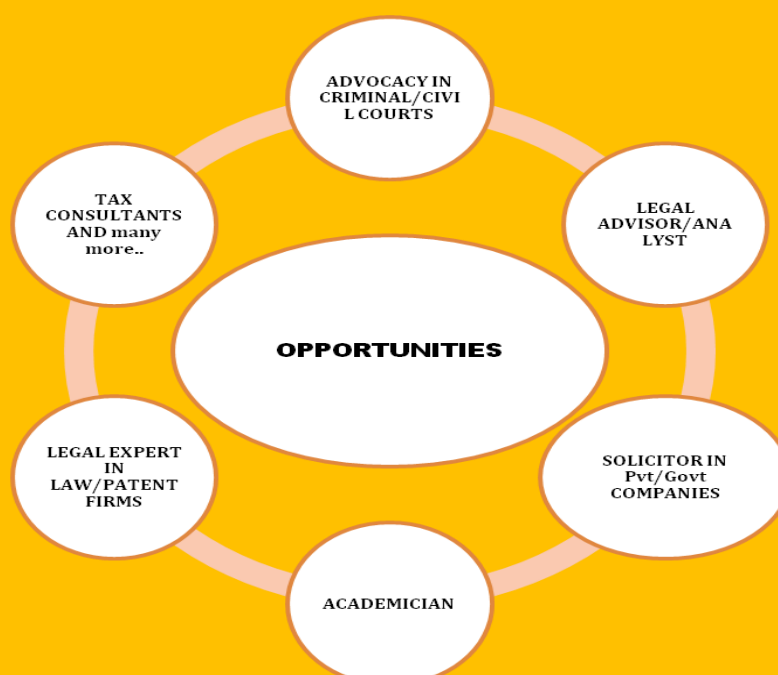 ADVOCACY IN
CRIMINAL/CIVI
L COURTS
LEGAL
ADVISOR/ANA
LYST
SOLICITOR IN
Pvt/Govt
COMPANIES
ACADEMICIAN
LEGAL EXPERT
IN
LAW/PATENT
FIRMS
TAX
CONSULTANTS
AND many
more..
OPPORTUNITIES